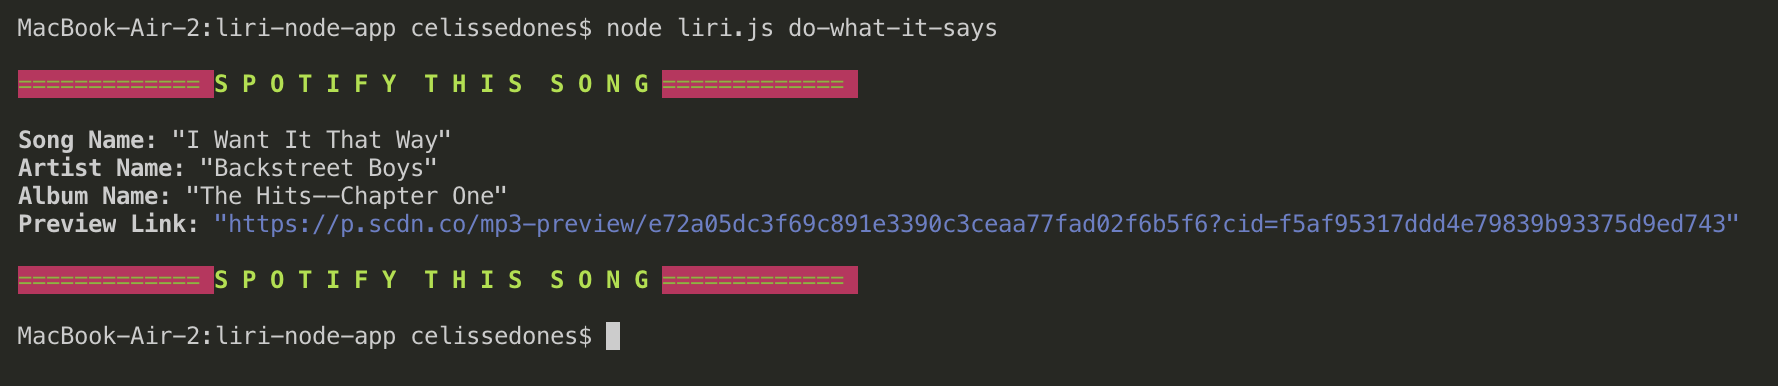 MacBook-Air-2:liri-node-app celissedones$ node liri.js do-what-it-says
============= S P O T I F Y  T H I S  S O N G =============
Song Name: "I Want It That Way"
Artist Name: "Backstreet Boys"
Album Name: "The Hits--Chapter One"
Preview Link: "https://p.scdn.co/mp3-preview/e72a05dc3f69c891e3390c3ceaa77fad02f6b5f6?cid=f5af95317ddd4e79839b93375d9ed743"
============= S P O T I F Y  T H I S  S O N G =============
MacBook-Air-2:liri-node-app celissedones$